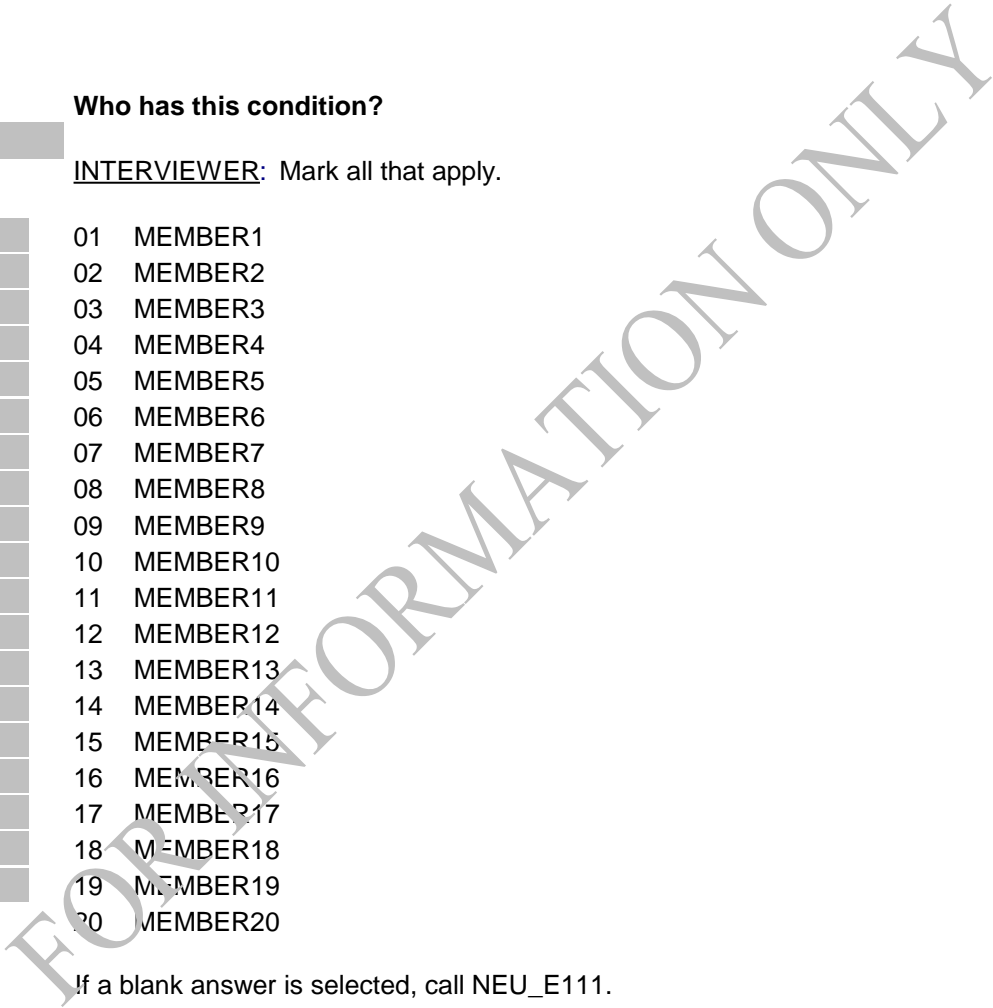 Who has this condition?
INTERVIEWER: Mark all that apply.
01 MEMBER1
02 MEMBER2
03 MEMBER3
04 MEMBER4
05 MEMBER5
06 MEMBER6
07 MEMBER7
08 MEMBER8
09 MEMBER9
10 MEMBER10
11 MEMBER11
12 MEMBER12
13 MEMBER13
14 MEMBER14
15 MEMBER15
16 MEMBER16
17 MEMBER17
18 MEMBER18
19 MEMBER19
20 MEMBER20
If a blank answer is selected, call NEU_E111.
FOR INFORMATION ONLY